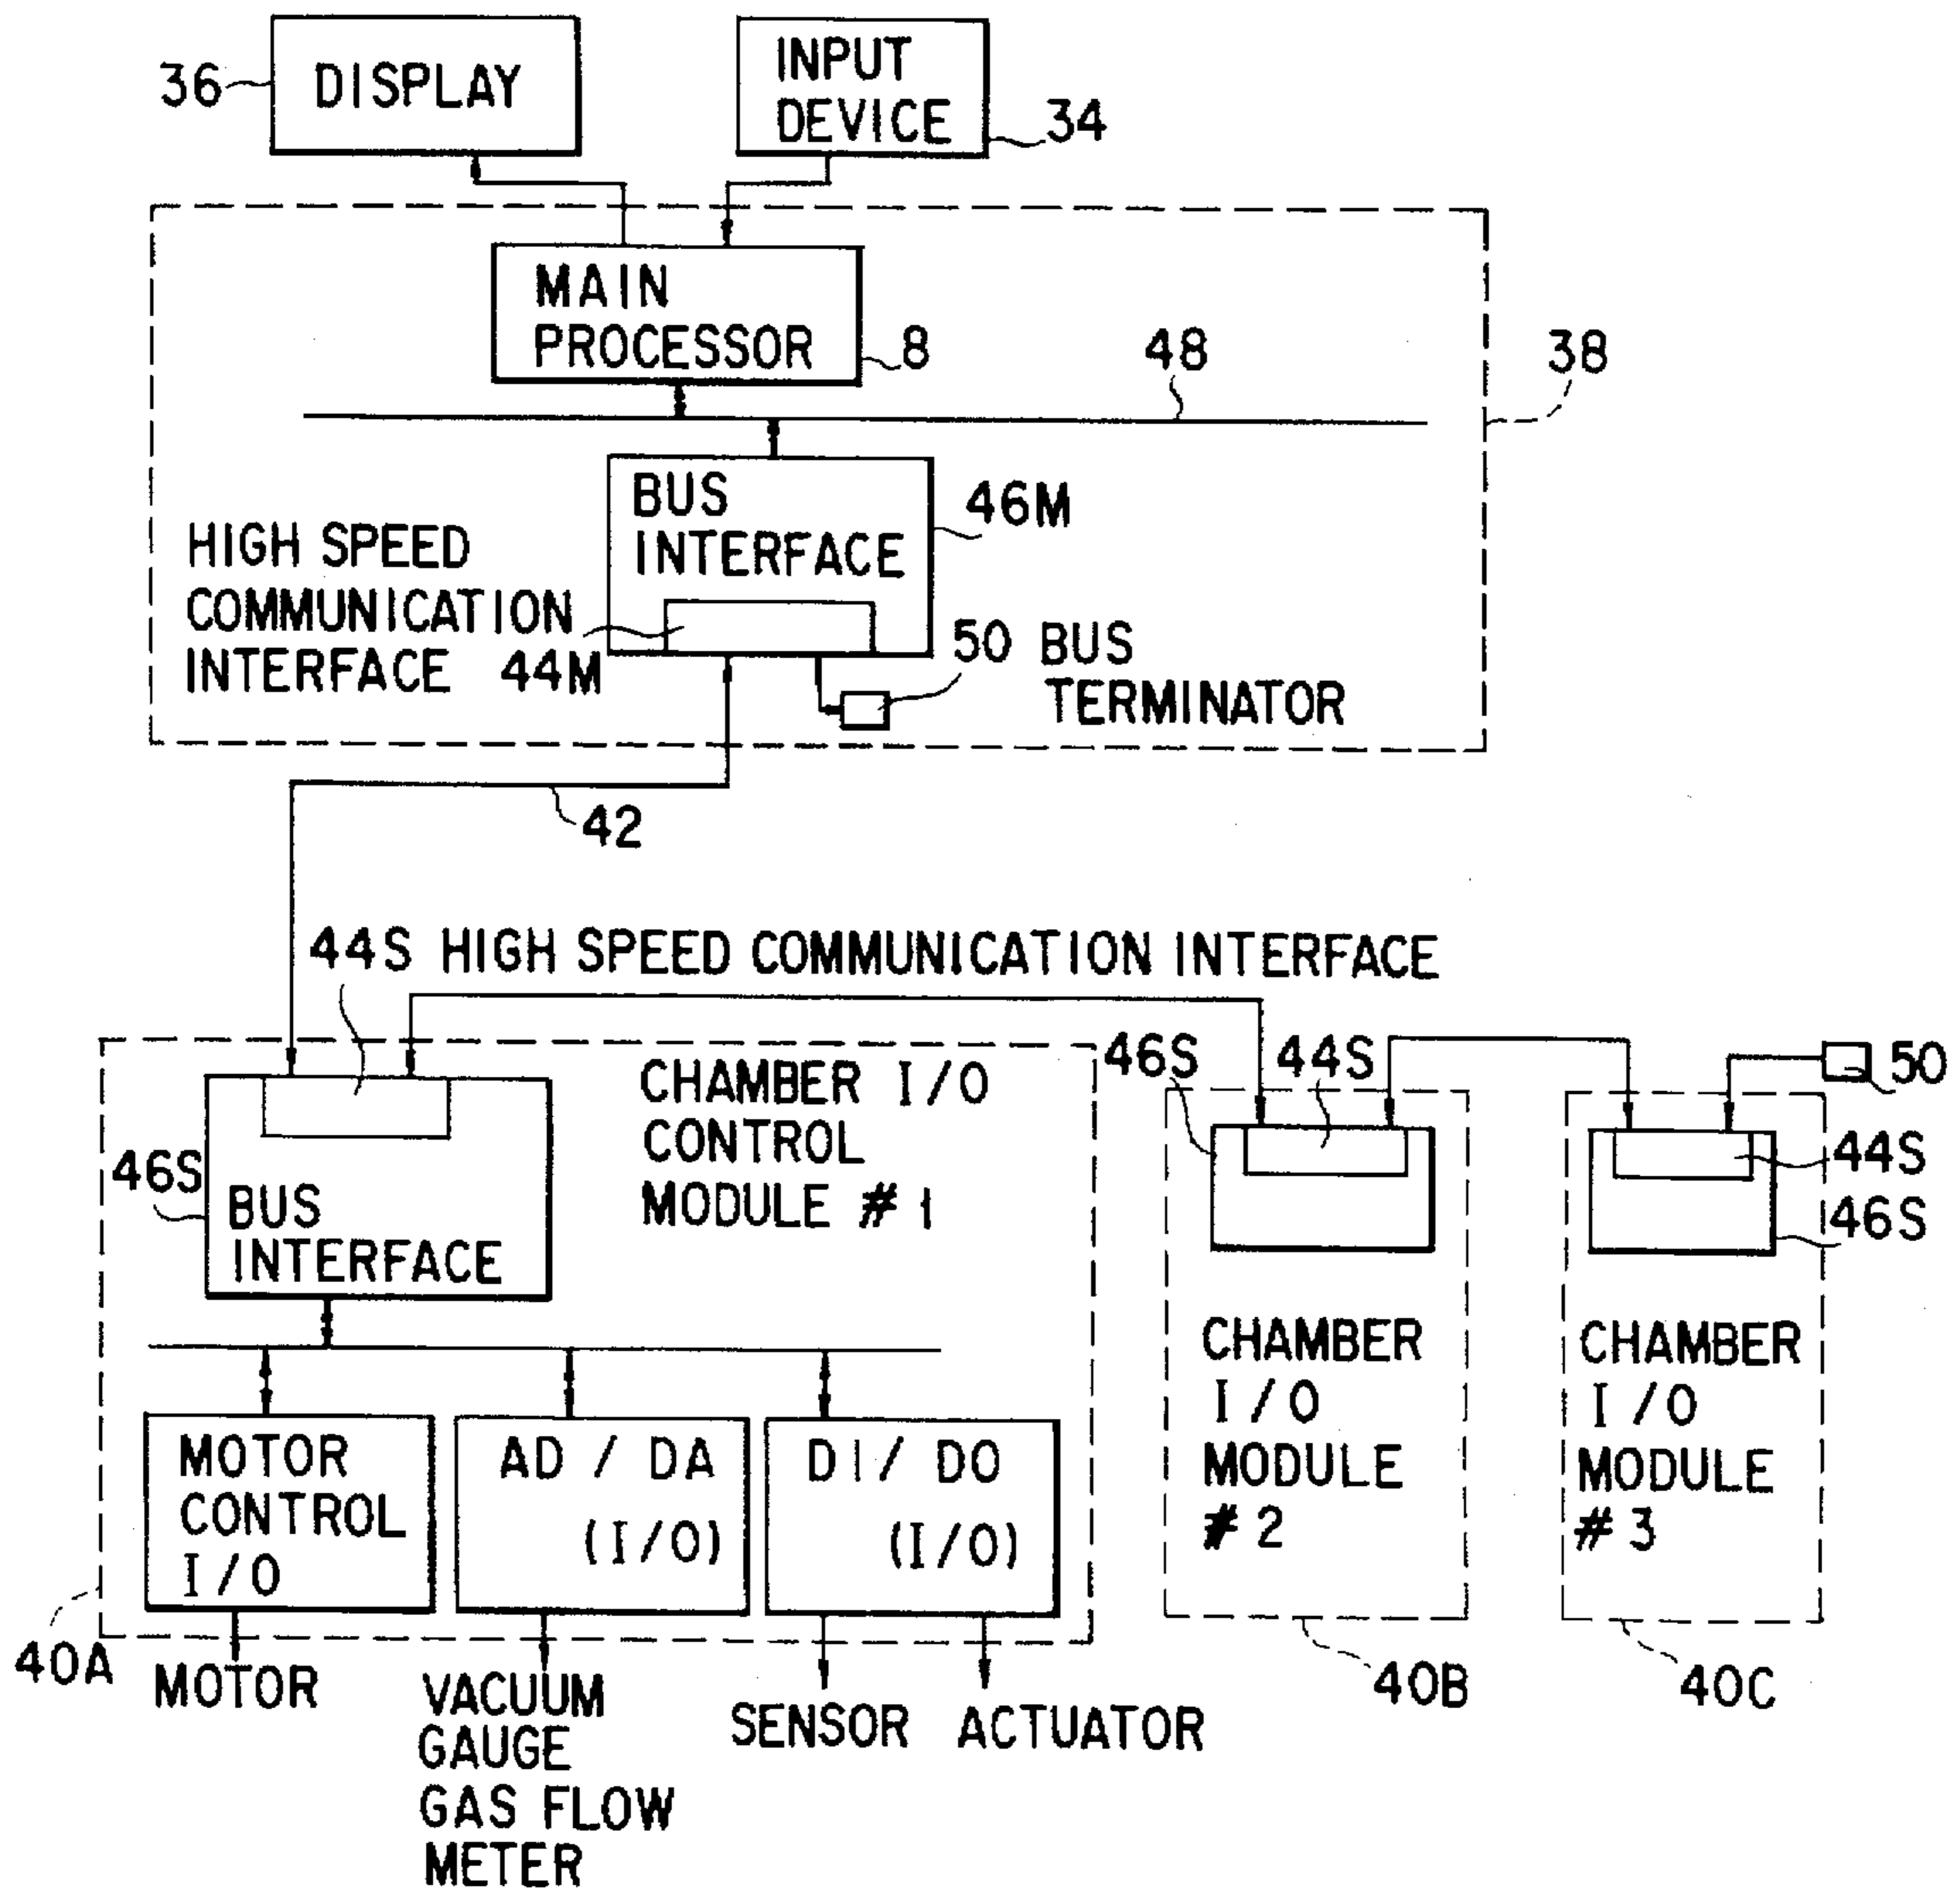 36
DISPLAY
INPUT
DEVICE
34
MAIN
PROCESSOR
8
48
38
BUS
INTERFACE
46M
HIGH SPEED
COMMUNICATION
INTERFACE 44M
50 BUS
TERMINATOR
42
44S HIGH SPEED COMMUNICATION INTERFACE
46S
BUS
INTERFACE
CHAMBER I/O
CONTROL
MODULE #1
46S
44S
50
44S
46S
CHAMBER
I/O
MODULE
#2
CHAMBER
I/O
MODULE
#3
MOTOR
CONTROL
I/O
AD/DA
(I/O)
DI/DO
(I/O)
40A
MOTOR
VACUUM
GAUGE
GAS FLOW
METER
SENSOR
ACTUATOR
40B
40C